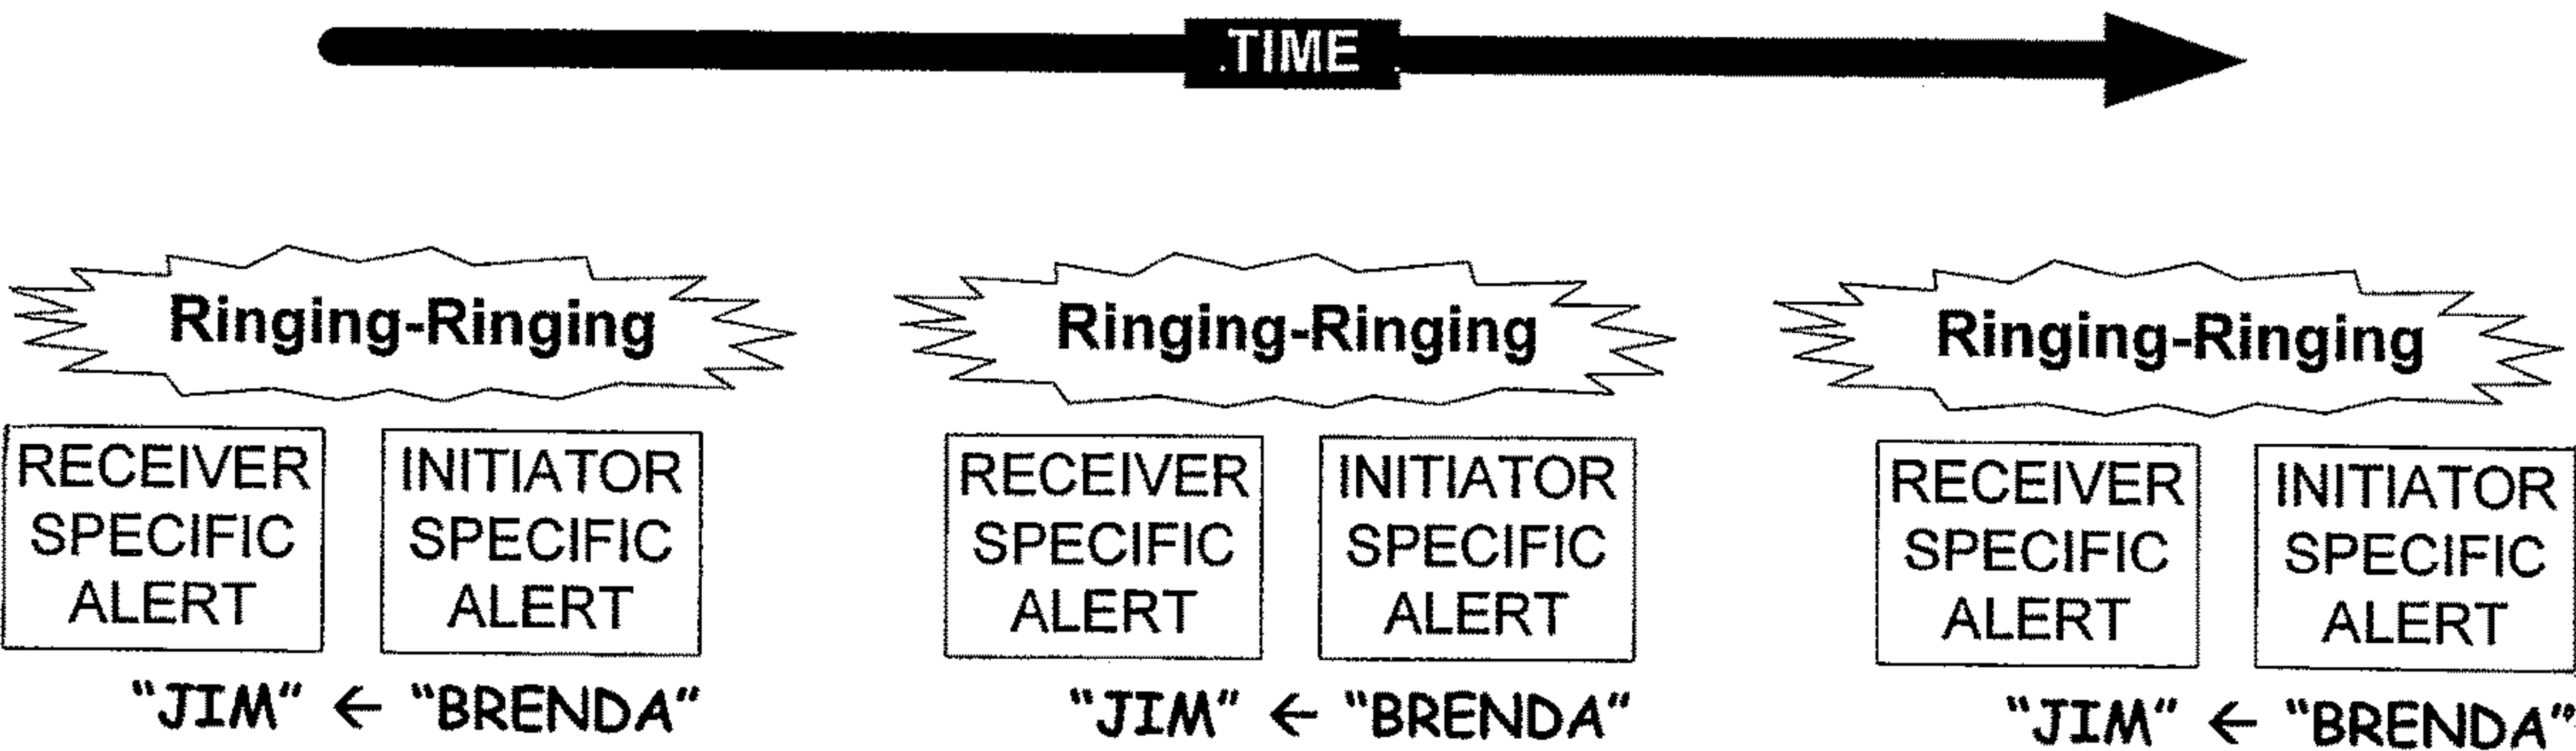 TIME
Ringing-Ringing
Ringing-Ringing
Ringing-Ringing
RECEIVER
SPECIFIC
ALERT
INITIATOR
SPECIFIC
ALERT
RECEIVER
SPECIFIC
ALERT
INITIATOR
SPECIFIC
ALERT
RECEIVER
SPECIFIC
ALERT
INITIATOR
SPECIFIC
ALERT
“JIM” ← “BRENDA”
“JIM” ← “BRENDA”
“JIM” ← “BRENDA”